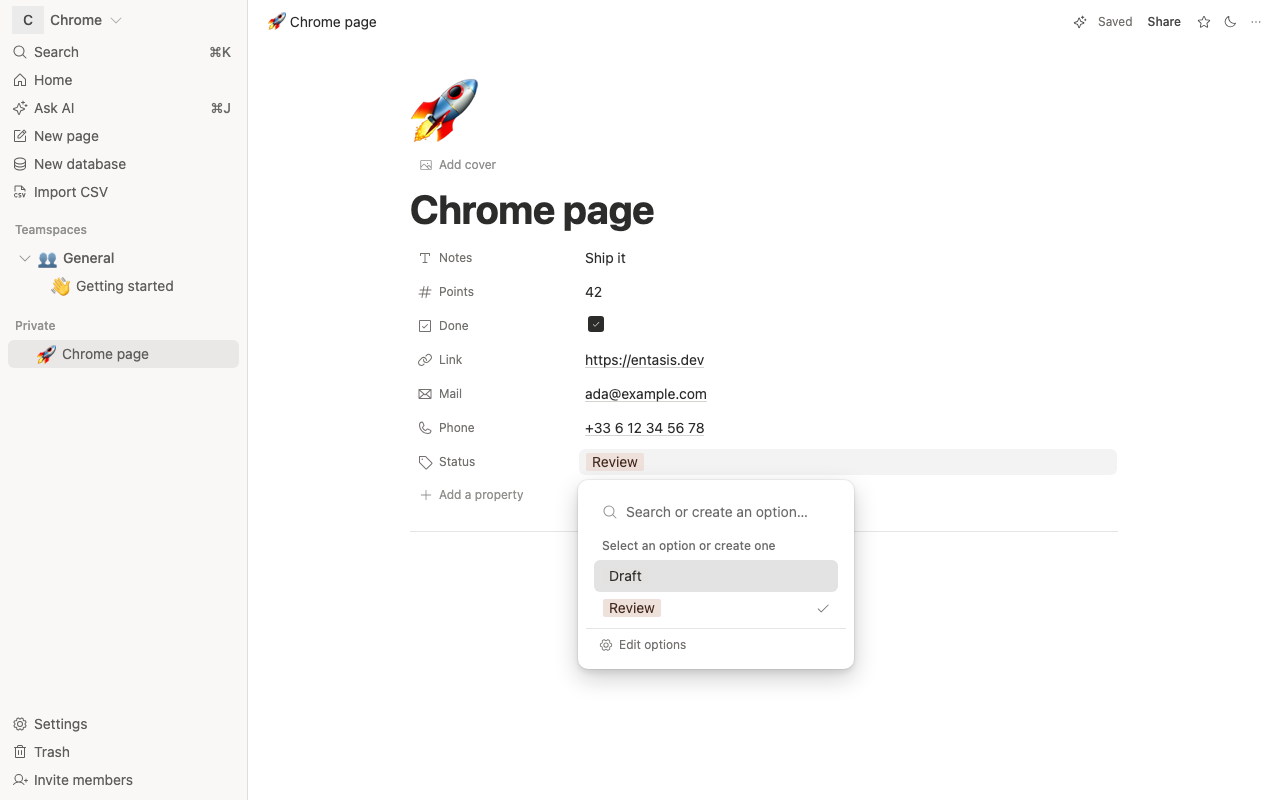 C Chrome
Search ⌘K
Home
Ask AI ⌘J
New page
New database
CSV Import CSV
Teamspaces
General
Getting started
Private
Chrome page
Settings
Trash
Invite members
Chrome page
Saved Share
Add cover
Chrome page
Notes Ship it
Points 42
Done
Link https://entasis.dev
Mail ada@example.com
Phone +33 6 12 34 56 78
Status Review
Add a property
Search or create an option…
Select an option or create one
Draft
Review
Edit options